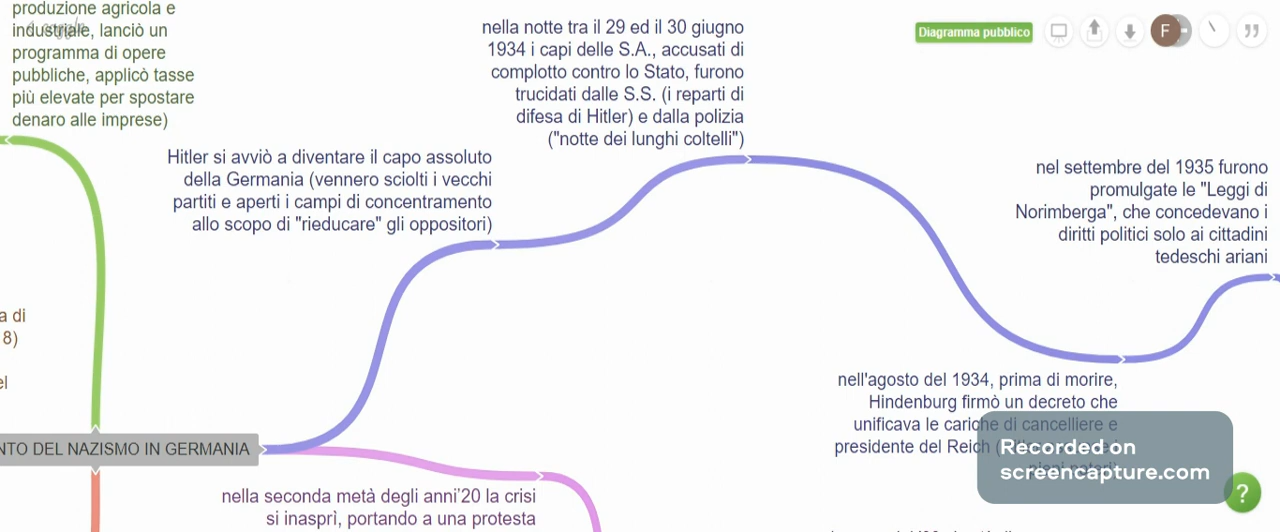 produzione agricola e
industriale, lanciò un
programma di opere
pubbliche, applicò tasse
più elevate per spostare
denaro alle imprese)
Hitler si avviò a diventare il capo assoluto
della Germania (vennero sciolti i vecchi
partiti e aperti i campi di concentramento
allo scopo di "rieducare" gli oppositori)
nella notte tra il 29 ed il 30 giugno
1934 i capi delle S.A., accusati di
complotto contro lo Stato, furono
trucidati dalle S.S. (i reparti di
difesa di Hitler) e dalla polizia
("notte dei lunghi coltelli")
Diagramma pubblico
F
nel settembre del 1935 furono
promulgate le "Leggi di
Norimberga", che concedevano i
diritti politici solo ai cittadini
tedeschi ariani
nell'agosto del 1934, prima di morire,
Hindenburg firmò un decreto che
unificava le cariche di cancelliere e
presidente del Reich
Recorded on
screencapture.com
?
a di
8)
el
NTO DEL NAZISMO IN GERMANIA
nella seconda metà degli anni'20 la crisi
si inasprì, portando a una protesta